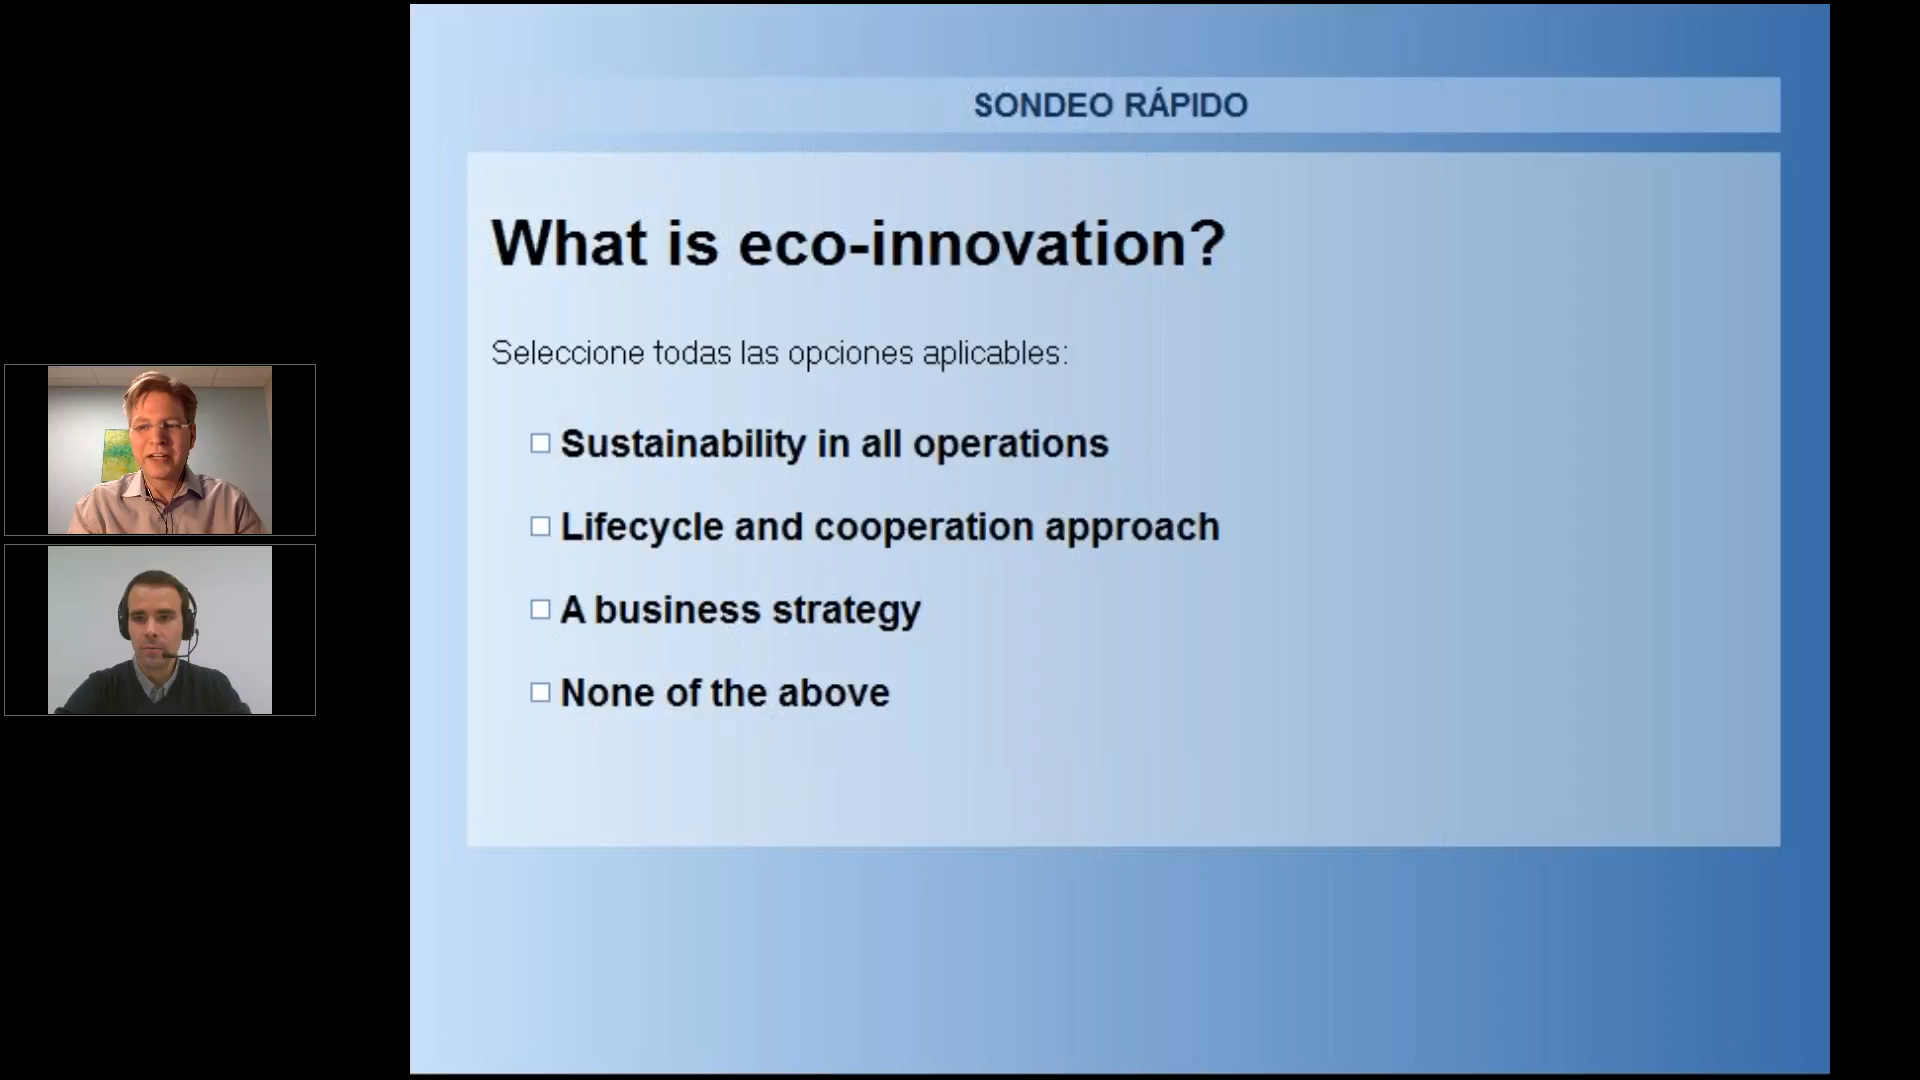 SONDEO RÁPIDO
What is eco-innovation?
Seleccione todas las opciones aplicables:
Sustainability in all operations
Lifecycle and cooperation approach
A business strategy
None of the above